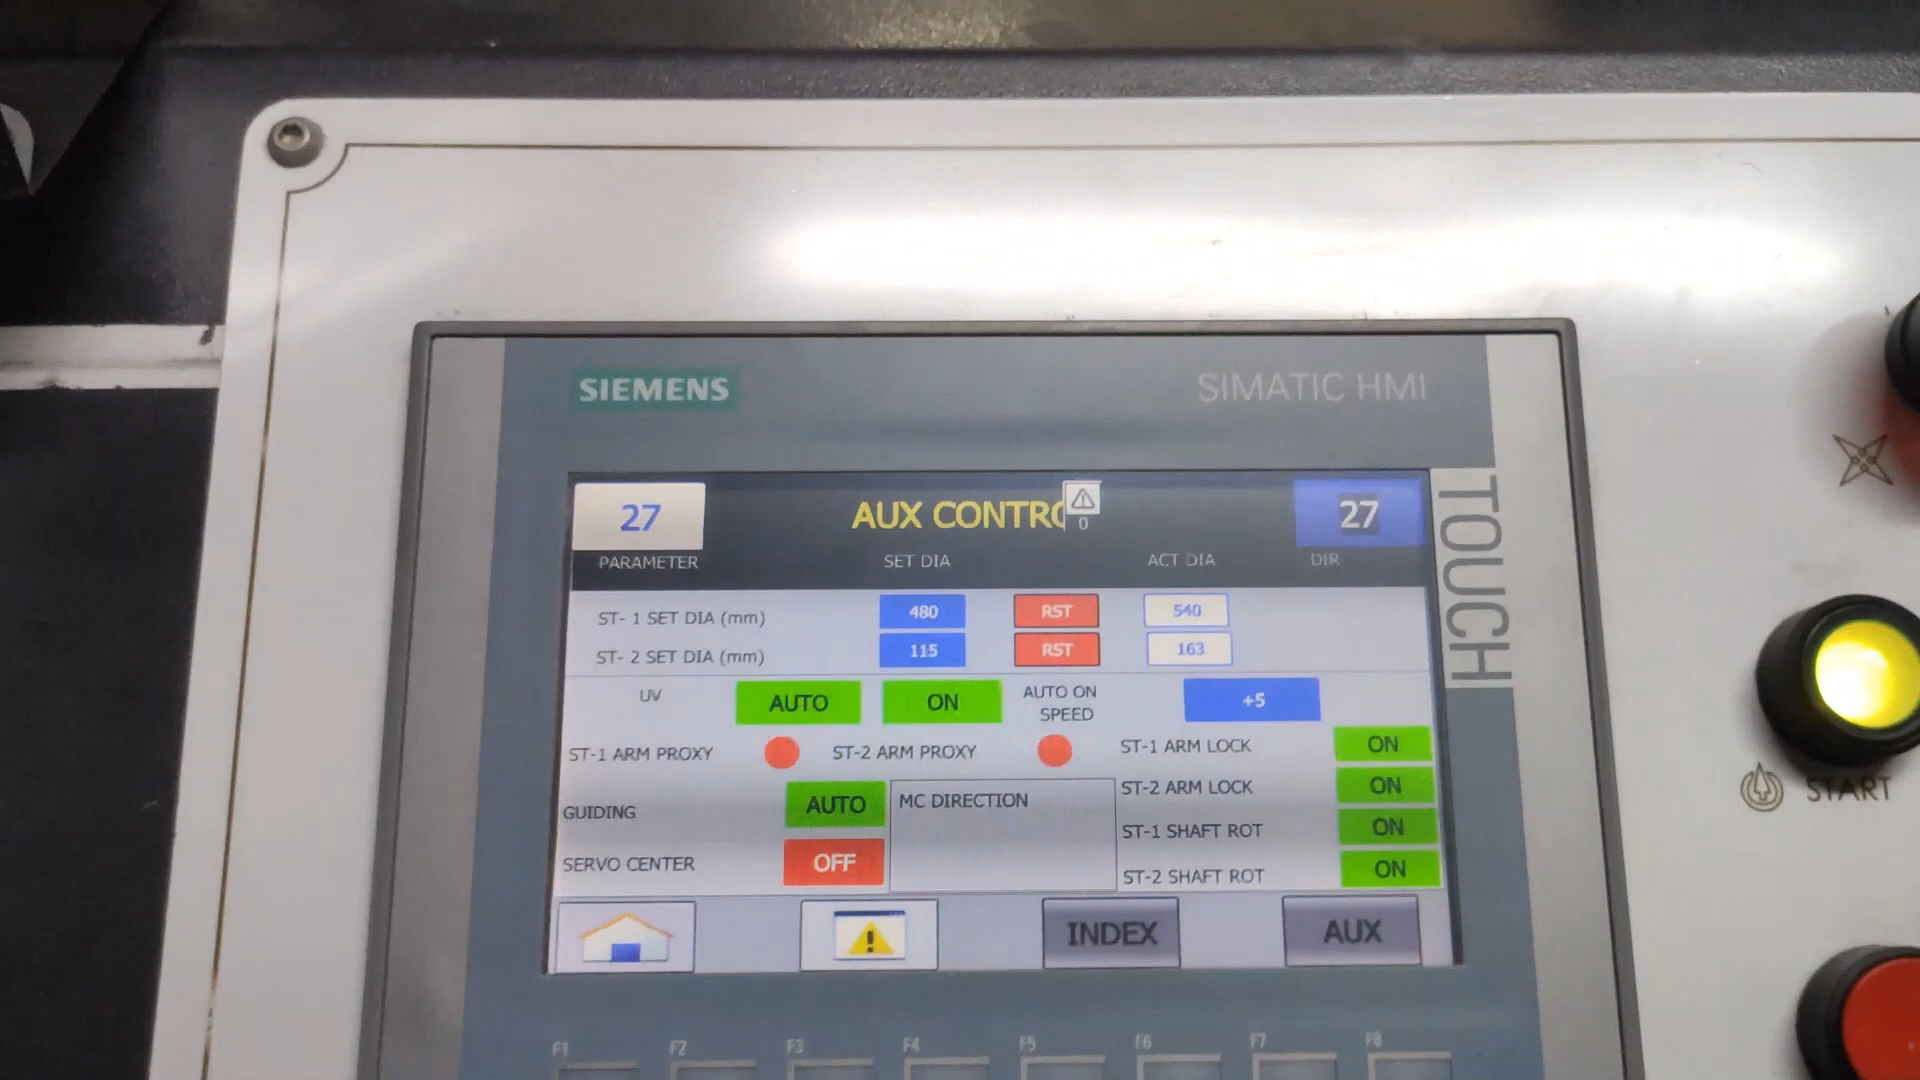 SIEMENS SIMATIC HMI
TOUCH
27 AUX CONTRO 0 27
PARAMETER SET DIA ACT DIA DIR
ST- 1 SET DIA (mm) 480 RST 540
ST- 2 SET DIA (mm) 115 RST 163
UV AUTO ON AUTO ON SPEED +5
ST-1 ARM PROXY ST-2 ARM PROXY ST-1 ARM LOCK ON
ST-2 ARM LOCK ON
GUIDING AUTO MC DIRECTION
ST-1 SHAFT ROT ON
SERVO CENTER OFF
ST-2 SHAFT ROT ON
INDEX AUX
START
F1 F2 F3 F4 F5 F6 F7 F8